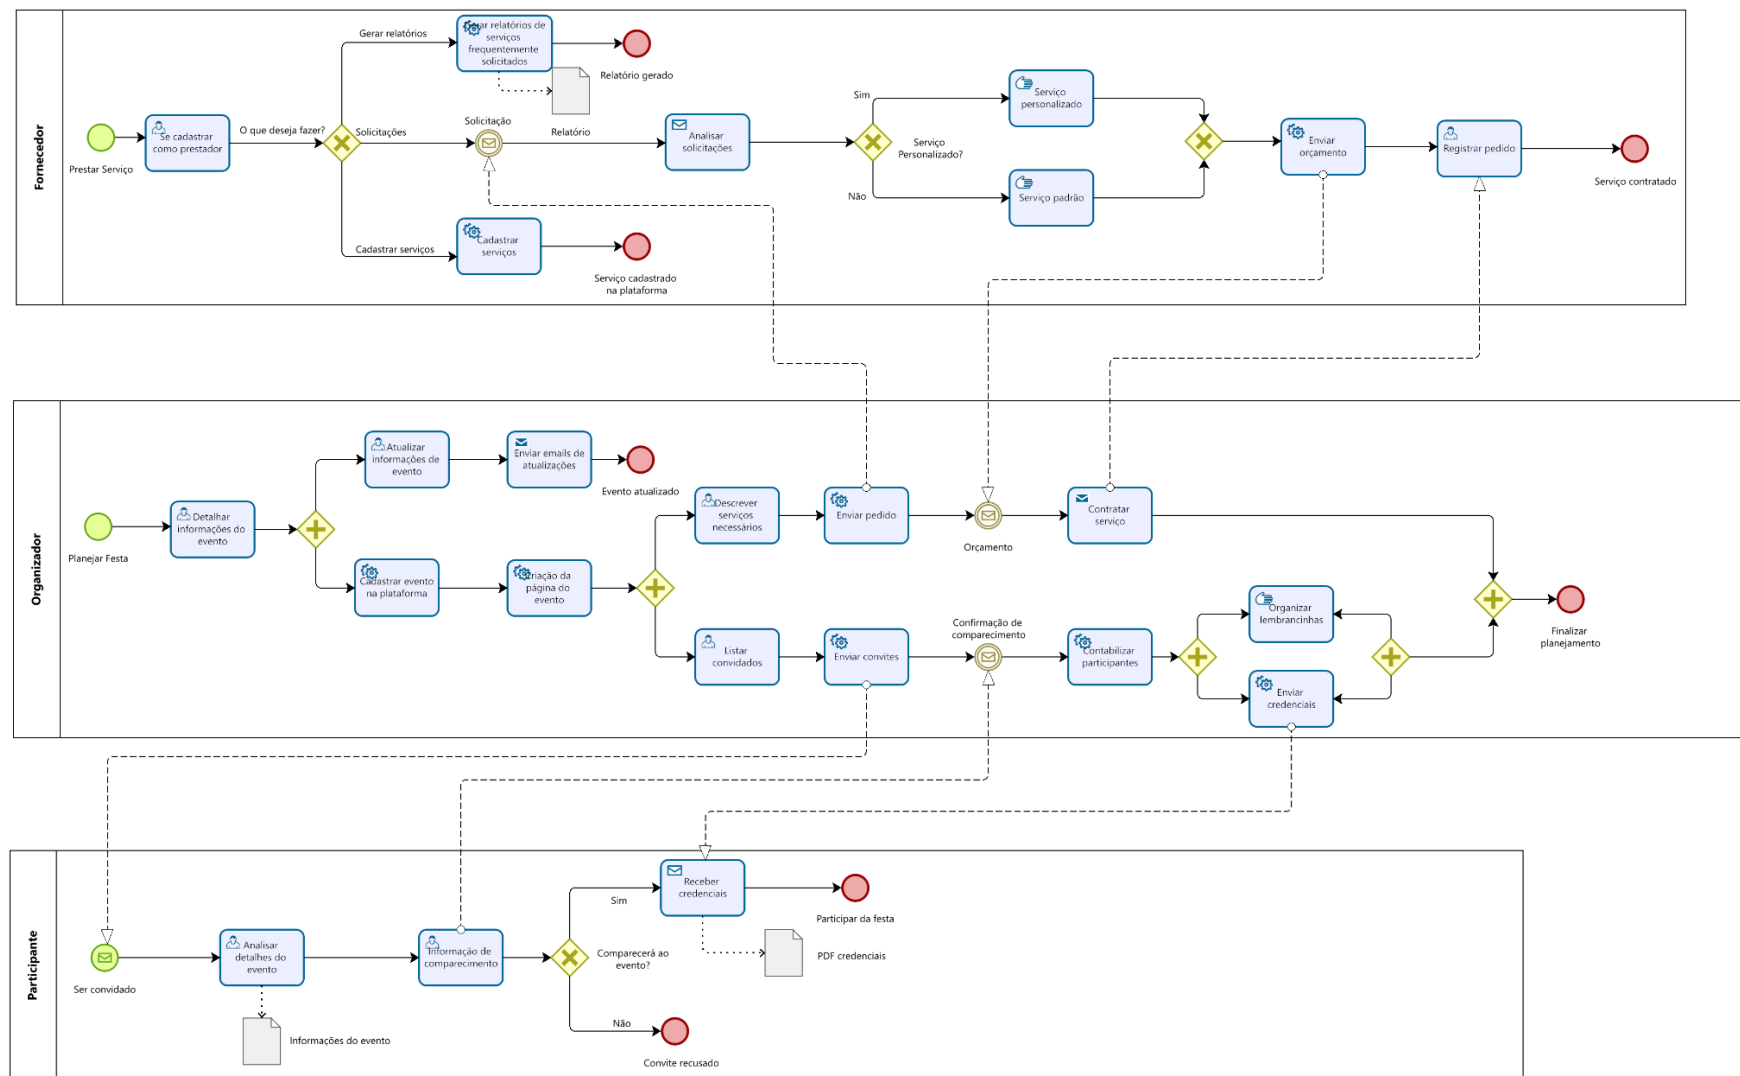 Fornecedor
Prestar Serviço
Se cadastrar
como prestador
O que deseja fazer?
Gerar relatórios
Gerar relatórios de
serviços
frequentemente
solicitados
Relatório gerado
Relatório
Solicitações
Solicitação
Analisar
solicitações
Cadastrar serviços
Cadastrar
serviços
Serviço cadastrado
na plataforma
Sim
Serviço
Personalizado?
Não
Serviço
personalizado
Serviço padrão
Enviar
orçamento
Registrar pedido
Serviço contratado
Organizador
Planejar Festa
Detalhar
informações do
evento
Atualizar
informações de
evento
Enviar emails de
atualizações
Evento atualizado
Cadastrar evento
na plataforma
Criação da
página do
evento
Descrever
serviços
necessários
Enviar pedido
Orçamento
Contratar
serviço
Listar
convidados
Enviar convites
Confirmação de
comparecimento
Contabilizar
participantes
Organizar
lembrancinhas
Enviar
credenciais
Finalizar
planejamento
Participante
Ser convidado
Analisar
detalhes do
evento
Informações do evento
Informação de
comparecimento
Comparecerá ao
evento?
Sim
Receber
credenciais
Participar da festa
PDF credenciais
Não
Convite recusado